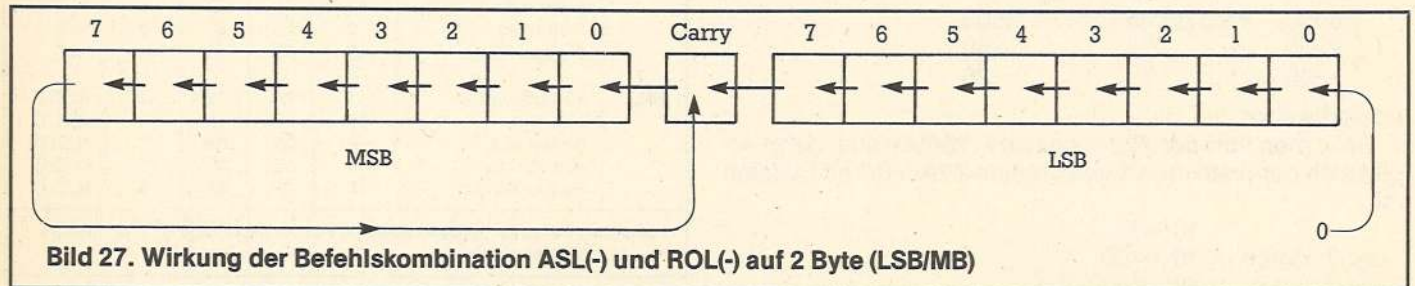 7 6 5 4 3 2 1 0 Carry 7 6 5 4 3 2 1 0
MSB LSB
0
Bild 27. Wirkung der Befehlskombination ASL(-) und ROL(-) auf 2 Byte (LSB/MB)